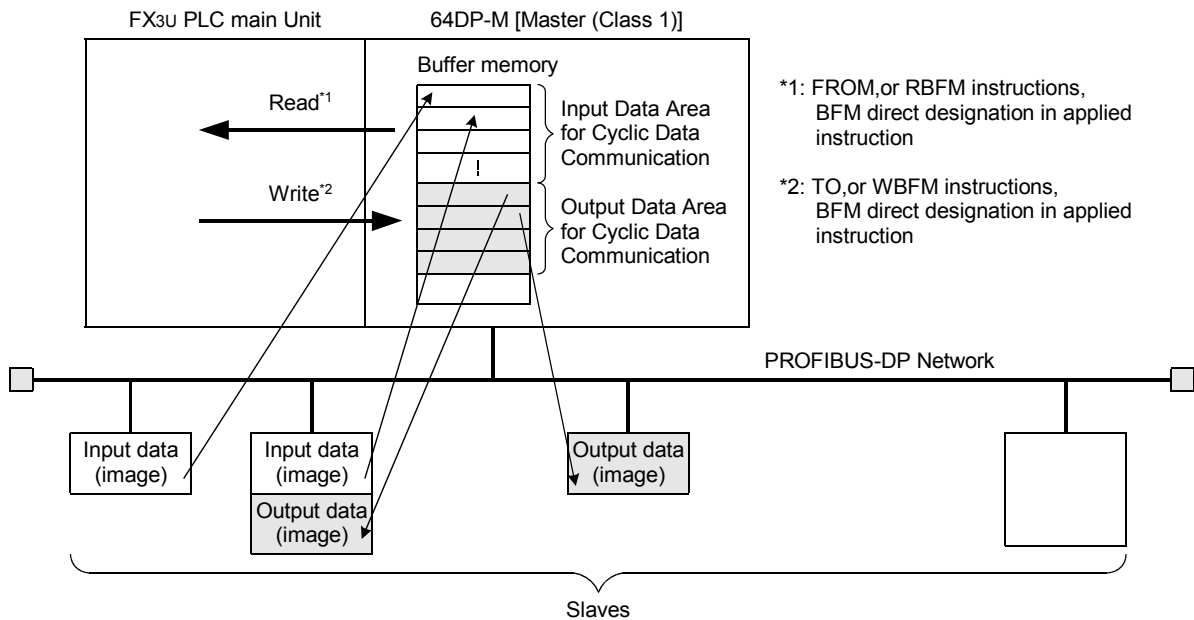 FX3U PLC main Unit
64DP-M [Master (Class 1)]
Buffer memory
Read*1
Write*2
Input Data Area
for Cyclic Data
Communication
Output Data Area
for Cyclic Data
Communication
*1: FROM,or RBFM instructions,
BFM direct designation in applied
instruction
*2: TO,or WBFM instructions,
BFM direct designation in applied
instruction
PROFIBUS-DP Network
Input data
(image)
Input data
(image)
Output data
(image)
Output data
(image)
Slaves